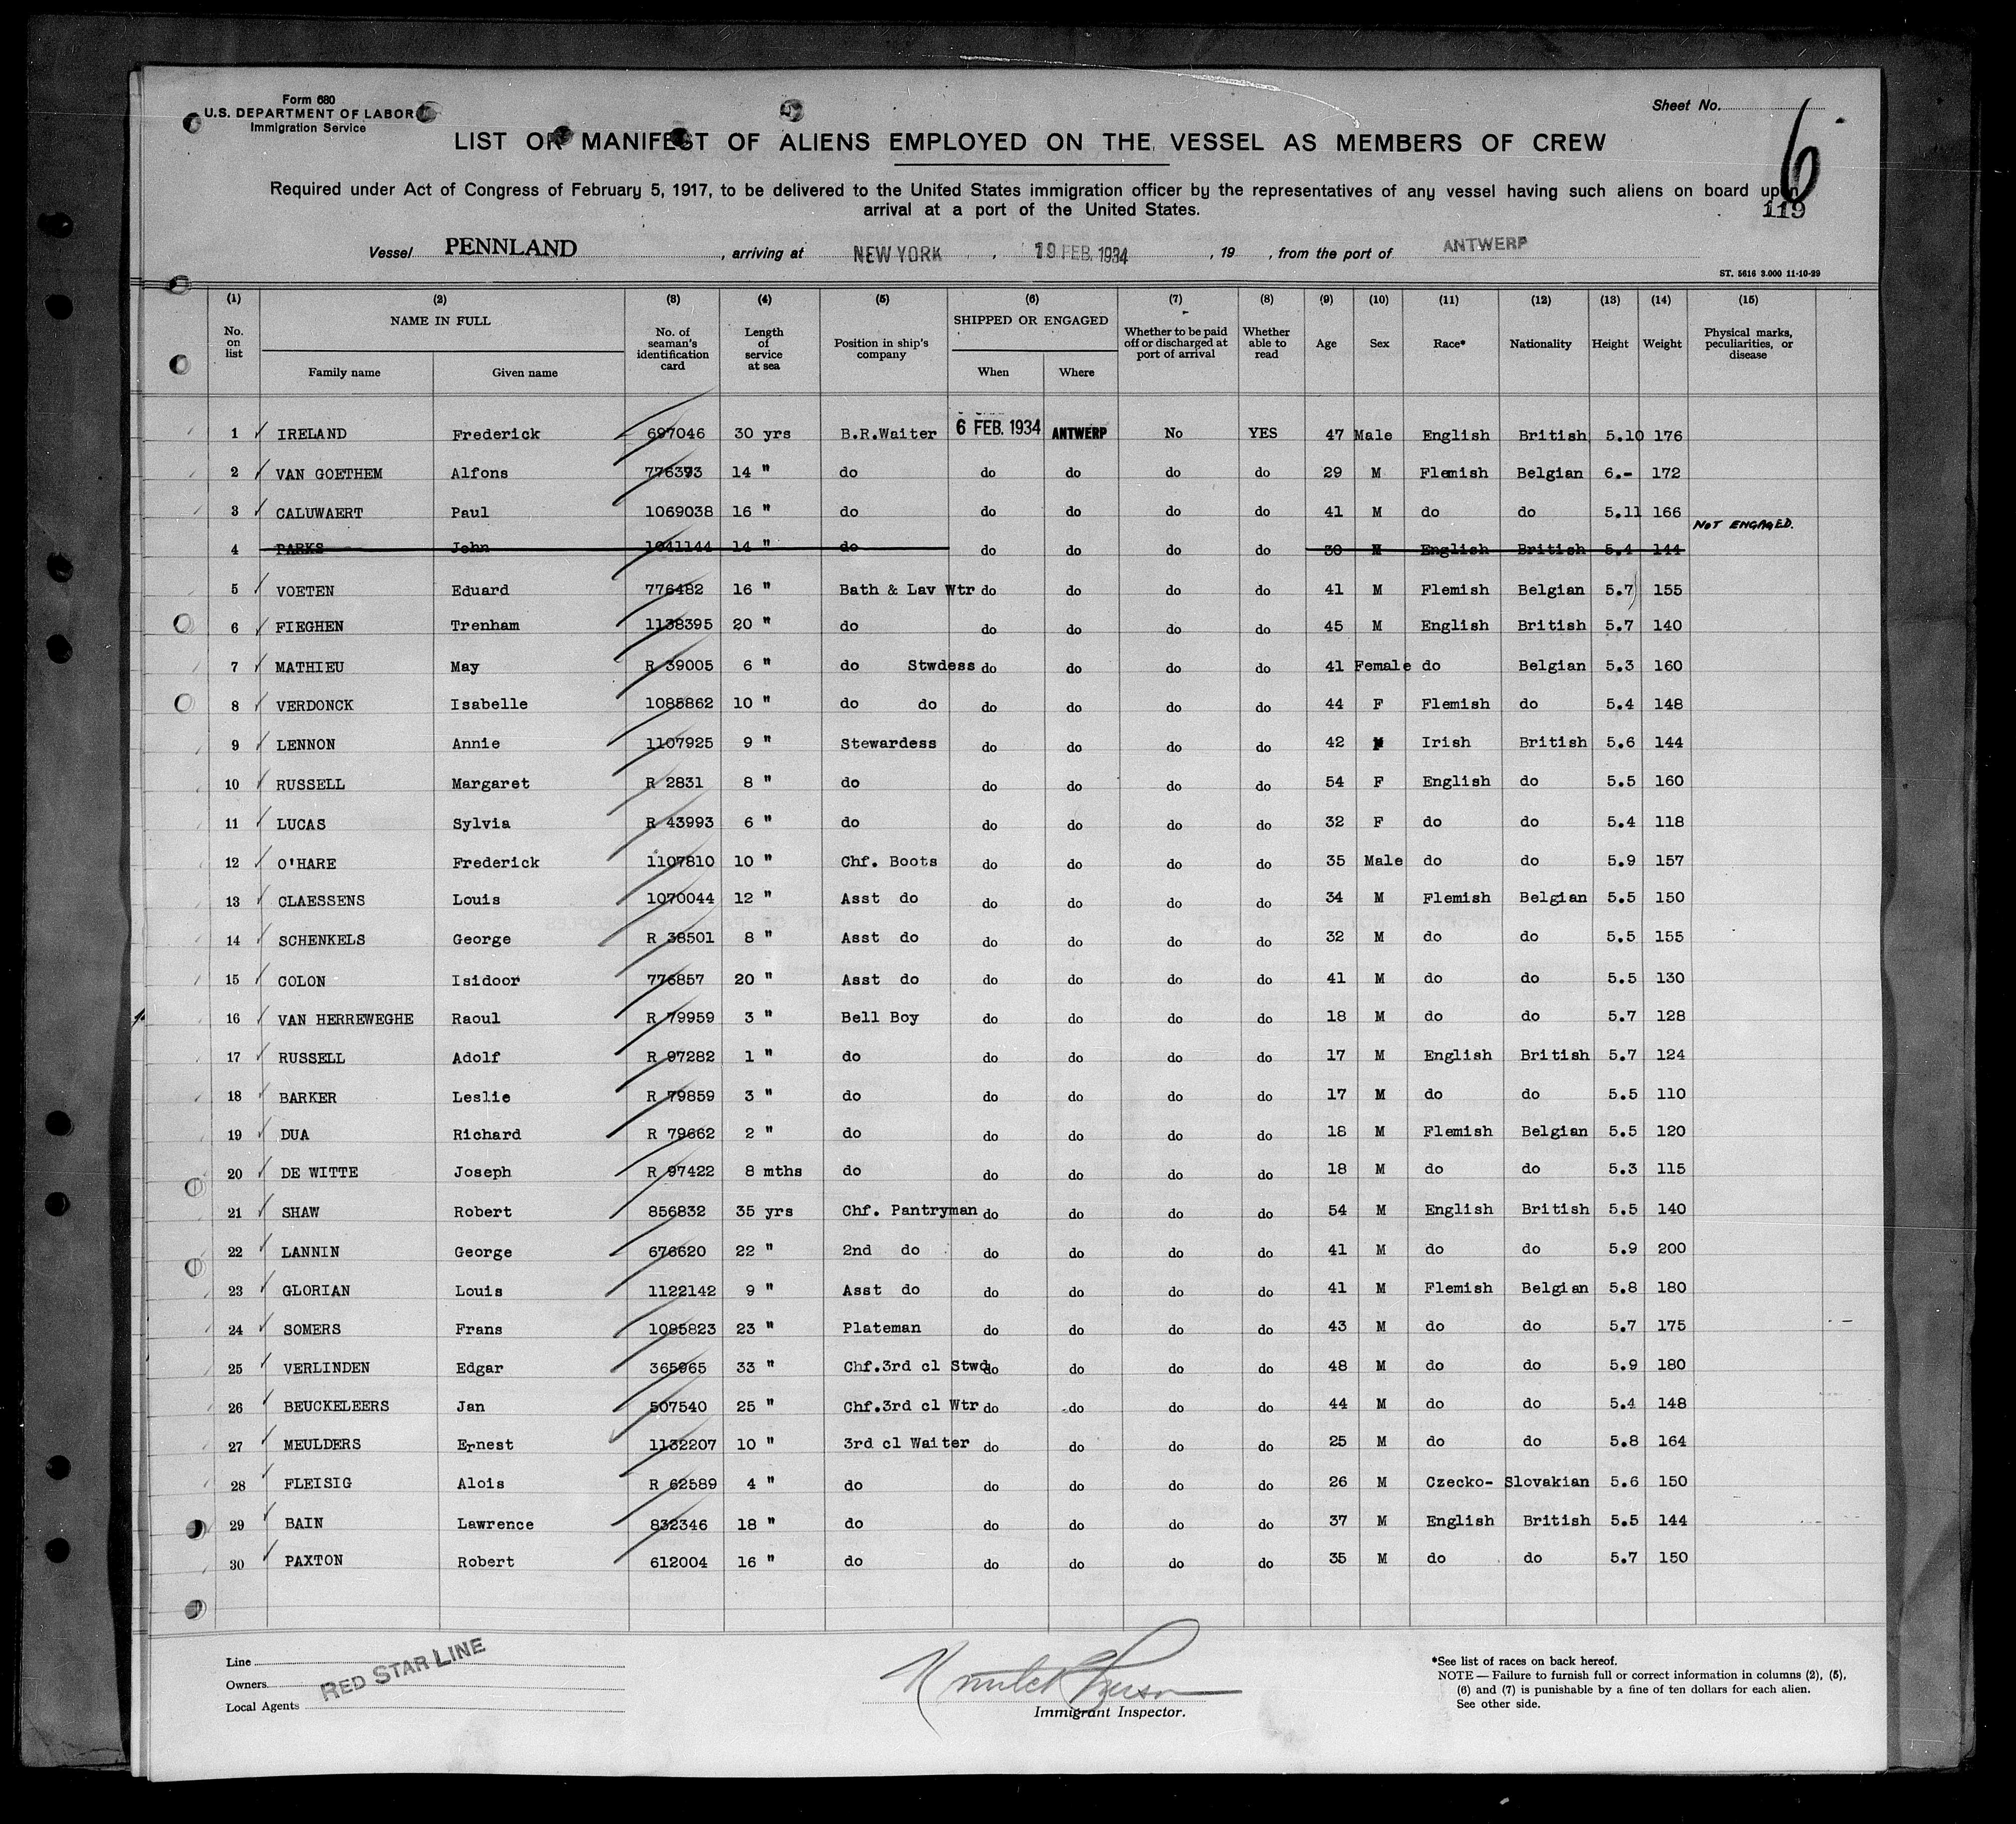 Form 680
U.S. DEPARTMENT OF LABOR
Immigration Service
Sheet No.
6
LIST OR MANIFEST OF ALIENS EMPLOYED ON THE VESSEL AS MEMBERS OF CREW
Required under Act of Congress of February 5, 1917, to be delivered to the United States immigration officer by the representatives of any vessel having such aliens on board upon
arrival at a port of the United States.
119
Vessel PENNLAND , arriving at NEW YORK , 19 FEB. 1934 , 19 , from the port of ANTWERP
ST. 5616 3.000 11-10-29
(1) (2) (3) (4) (5) (6) (7) (8) (9) (10) (11) (12) (13) (14) (15)
No. on list NAME IN FULL Family name Given name No. of seaman's identification card Length of service at sea Position in ship's company SHIPPED OR ENGAGED When Where Whether to be paid off or discharged at port of arrival Whether able to read Age Sex Race* Nationality Height Weight Physical marks, peculiarities, or disease
1 IRELAND Frederick 697046 30 yrs B.R.Waiter 6 FEB. 1934 ANTWERP No YES 47 Male English British 5.10 176
2 VAN GOETHEM Alfons 776393 14 " do do do do do 29 M Flemish Belgian 6.- 172
3 CALUWAERT Paul 1069038 16 " do do do do do 41 M do do 5.11 166
4 PARKS John 1041144 14 " do do do do do 30 M English British 5.4 144 NOT ENGAGED.
5 VOETEN Eduard 776482 16 " Bath & Lav Wtr do do do do 41 M Flemish Belgian 5.7 155
6 FIEGHEN Trenham 1138395 20 " do do do do do 45 M English British 5.7 140
7 MATHIEU May R 39005 6 " do Stwdess do do do do 41 Female do Belgian 5.3 160
8 VERDONCK Isabelle 1085862 10 " do do do do do do 44 F Flemish do 5.4 148
9 LENNON Annie 1107925 9 " Stewardess do do do do 42 Irish British 5.6 144
10 RUSSELL Margaret R 2831 8 " do do do do do 54 F English do 5.5 160
11 LUCAS Sylvia R 43993 6 " do do do do do 32 F do do 5.4 118
12 O'HARE Frederick 1107810 10 " Chf. Boots do do do do 35 Male do do 5.9 157
13 CLAESSENS Louis 1070044 12 " Asst do do do do do 34 M Flemish Belgian 5.5 150
14 SCHENKELS George R 38501 8 " Asst do do do do do 32 M do do 5.5 155
15 COLON Isidoor 776857 20 " Asst do do do do do 41 M do do 5.5 130
16 VAN HERREWEGHE Raoul R 79959 3 " Bell Boy do do do do 18 M do do 5.7 128
17 RUSSELL Adolf R 97282 1 " do do do do do 17 M English British 5.7 124
18 BARKER Leslie R 79859 3 " do do do do do 17 M do do 5.5 110
19 DUA Richard R 79662 2 " do do do do do 18 M Flemish Belgian 5.5 120
20 DE WITTE Joseph R 97422 8 mths do do do do do 18 M do do 5.3 115
21 SHAW Robert 856832 35 yrs Chf. Pantryman do do do do 54 M English British 5.5 140
22 LANNIN George 676620 22 " 2nd do do do do do 41 M do do 5.9 200
23 GLORIAN Louis 1122142 9 " Asst do do do do do 41 M Flemish Belgian 5.8 180
24 SOMERS Frans 1085823 23 " Plateman do do do do 43 M do do 5.7 175
25 VERLINDEN Edgar 365965 33 " Chf.3rd cl Stwd do do do do 48 M do do 5.9 180
26 BEUCKELEERS Jan 507540 25 " Chf.3rd cl Wtr do do do do 44 M do do 5.4 148
27 MEULDERS Ernest 1132207 10 " 3rd cl Waiter do do do do 25 M do do 5.8 164
28 FLEISIG Alois R 62589 4 " do do do do do 26 M Czecko- Slovakian 5.6 150
29 BAIN Lawrence 832346 18 " do do do do do 37 M English British 5.5 144
30 PAXTON Robert 612004 16 " do do do do do 35 M do do 5.7 150
Line
Owners
Local Agents
RED STAR LINE
Immigrant Inspector.
*See list of races on back hereof.
NOTE — Failure to furnish full or correct information in columns (2), (5),
(6) and (7) is punishable by a fine of ten dollars for each alien.
See other side.